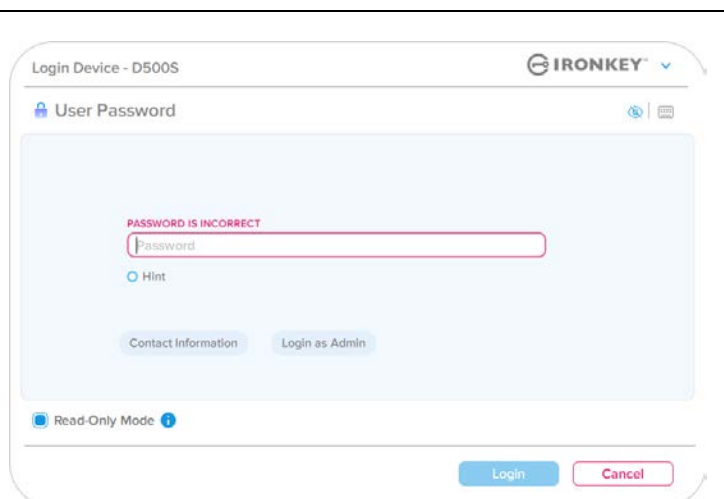 Login Device - D500S
IRONKEY™
User Password
PASSWORD IS INCORRECT
Password
Hint
Contact Information
Login as Admin
Read-Only Mode
Login
Cancel